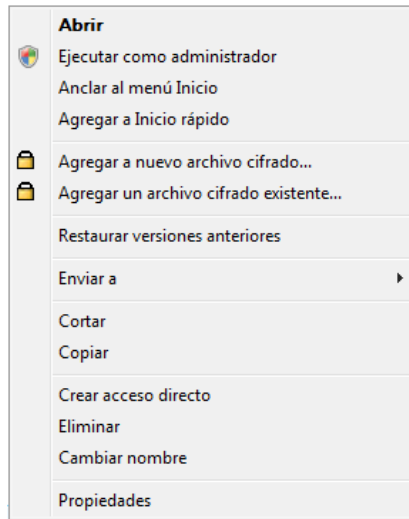 Abrir
Ejecutar como administrador
Anclar al menú Inicio
Agregar a Inicio rápido
Agregar a nuevo archivo cifrado...
Agregar un archivo cifrado existente...
Restaurar versiones anteriores
Enviar a
Cortar
Copiar
Crear acceso directo
Eliminar
Cambiar nombre
Propiedades